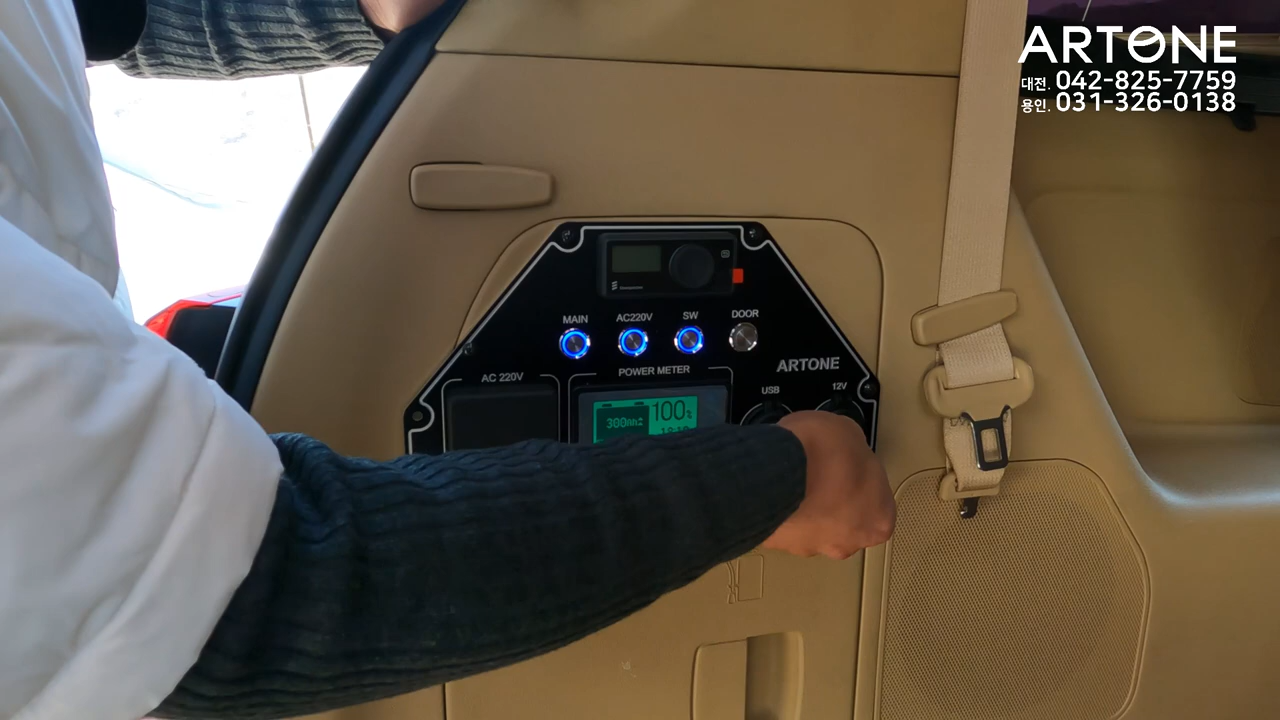 ARTONE
대전. 042-825-7759
용인. 031-326-0138
MAIN AC220V SW DOOR
ARTONE
AC 220V POWER METER USB 12V
300Ah 100%